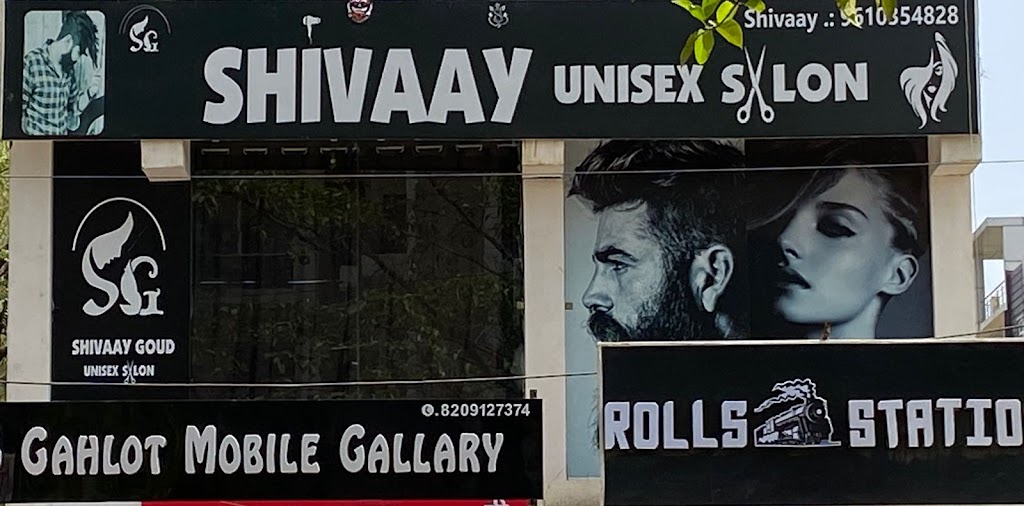 Shivaay .: 9610354828
SG
SHIVAAY UNISEX SALON
SG
SHIVAAY GOUD
UNISEX SALON
✆.8209127374
GAHLOT MOBILE GALLARY
ROLLS STATIO